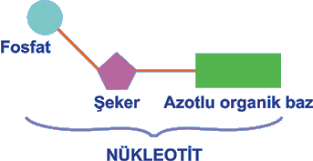 Fosfat
Şeker
Azotlu organik baz
NÜKLEOTİT